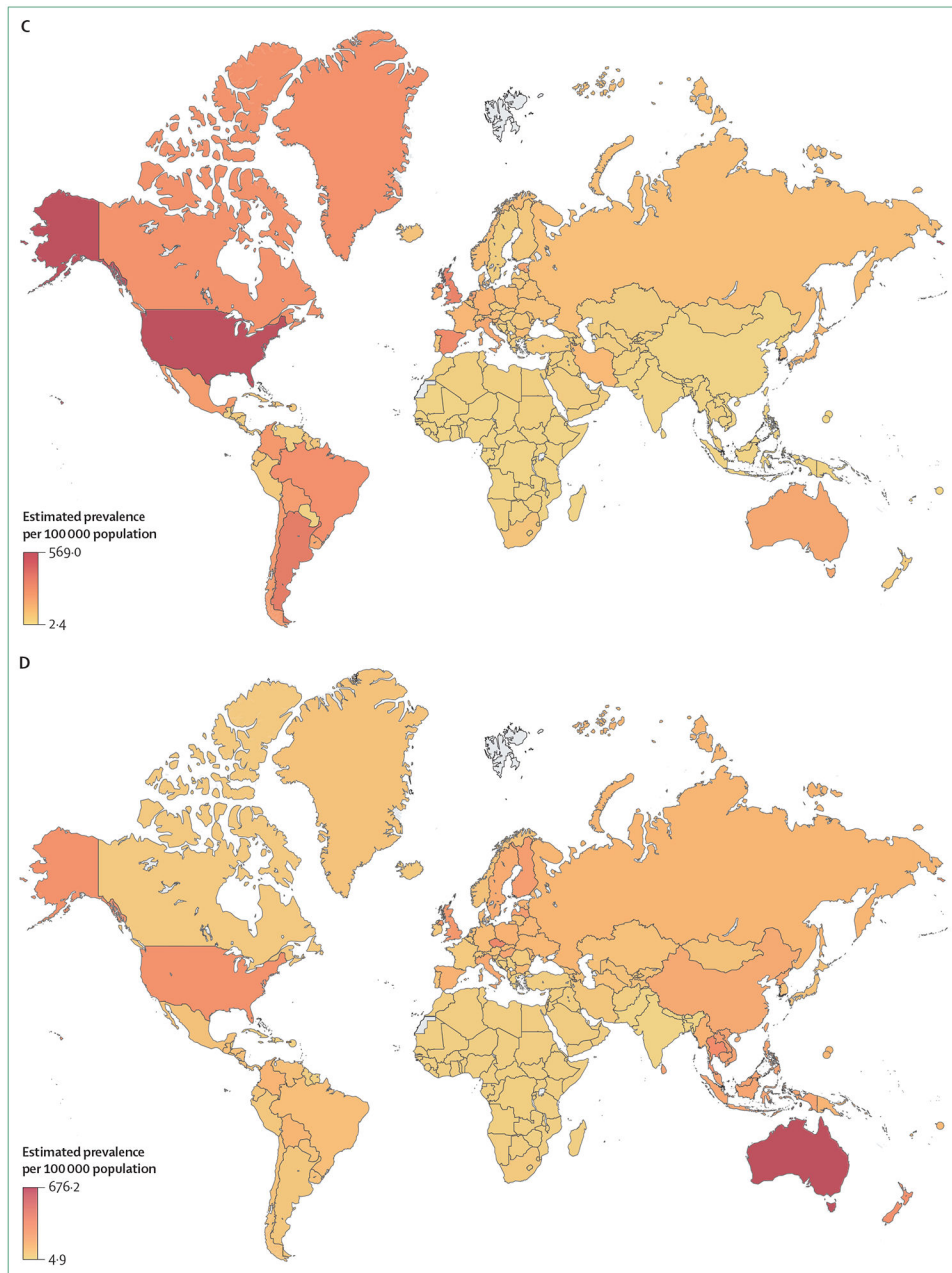 C
Estimated prevalence
per 100 000 population
569·0
2·4
D
Estimated prevalence
per 100 000 population
676·2
4·9